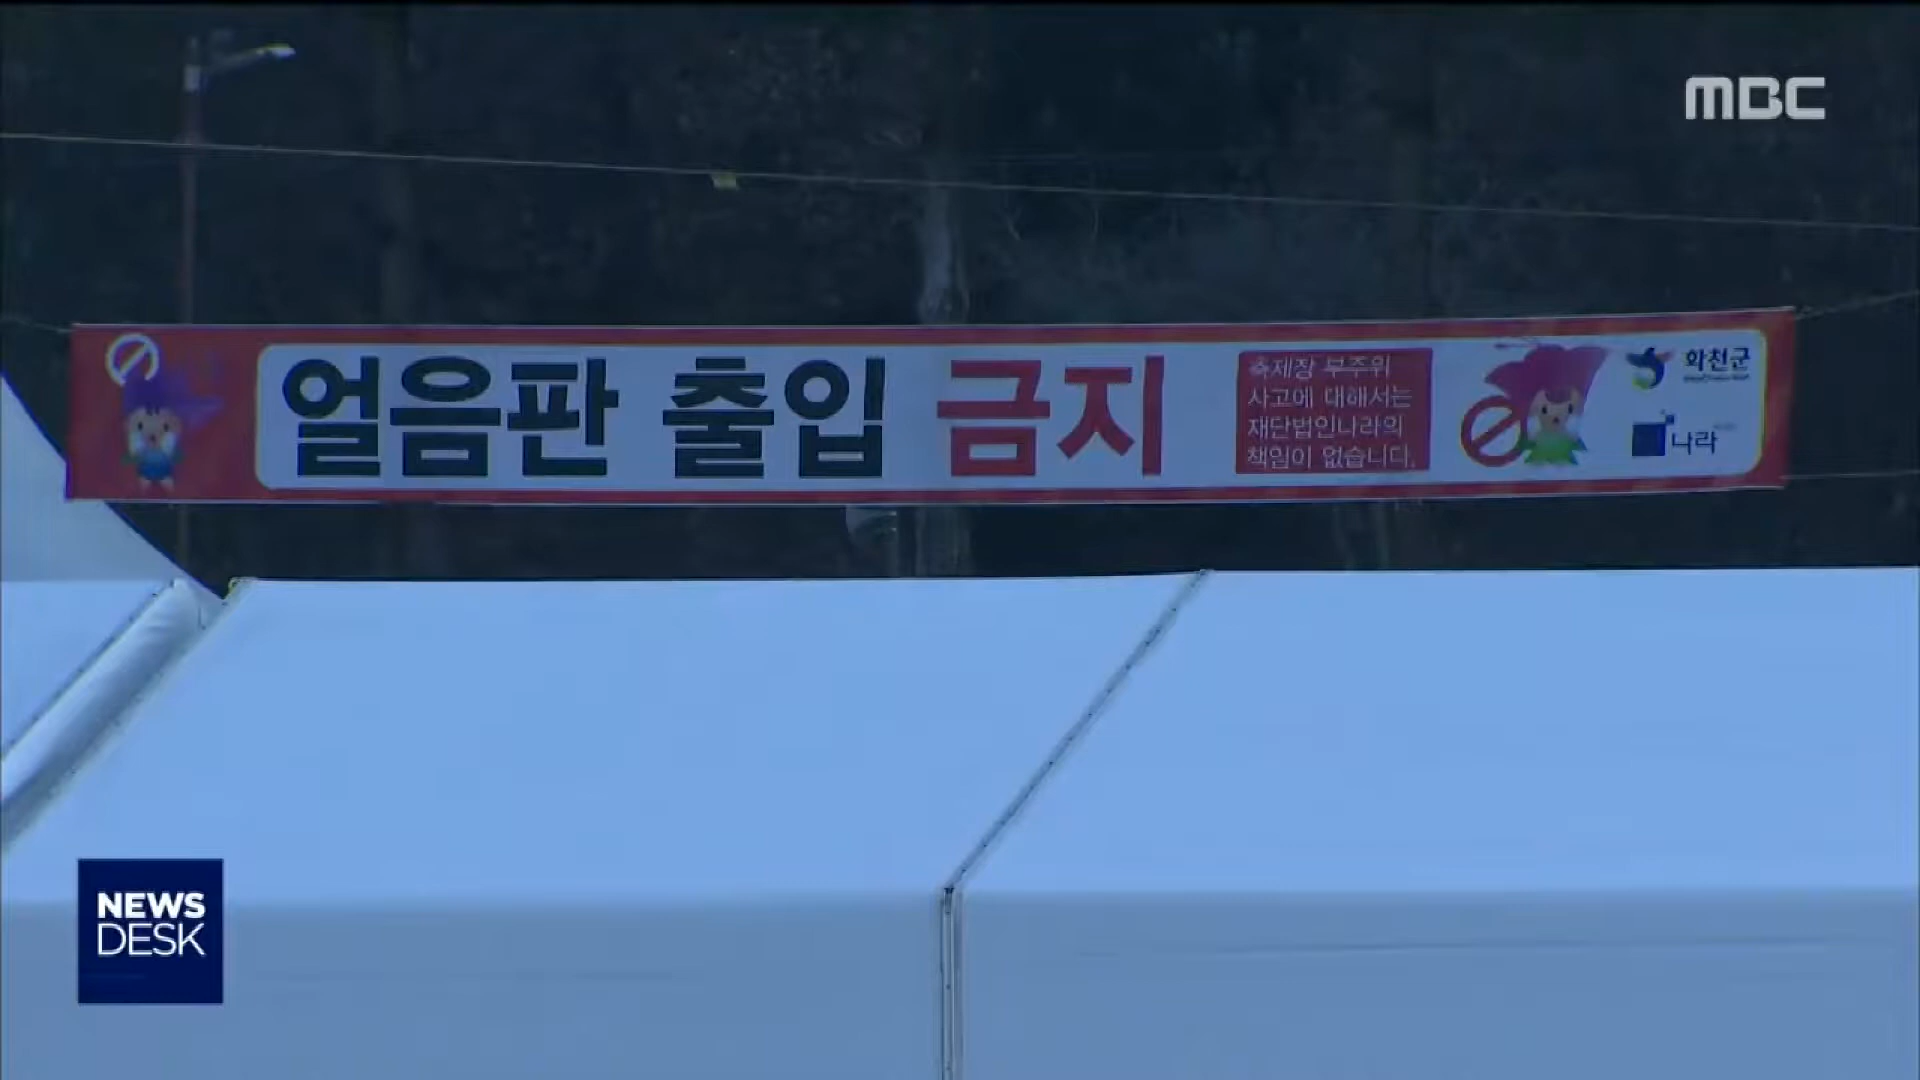 MBC
얼음판 출입 금지
축제장 부주위
사고에 대해서는
재단법인나라의
책임이 없습니다.
화천군
나라
NEWS
DESK